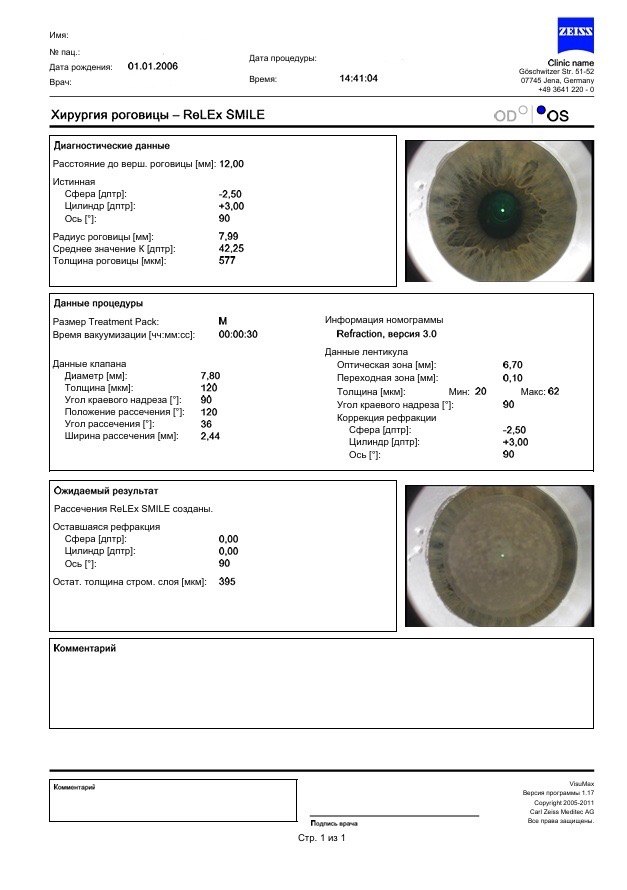 ZEISS
Имя:
№ пац.:
Дата рождения: 01.01.2006
Врач:
Дата процедуры:
Время: 14:41:04
Clinic name
Göschwitzer Str. 51-52
07745 Jena, Germany
+49 3641 220 - 0
Хирургия роговицы – ReLEx SMILE
OD OS
Диагностические данные
Расстояние до верш. роговицы [мм]: 12,00
Истинная
Сфера [дптр]: -2,50
Цилиндр [дптр]: +3,00
Ось [°]: 90
Радиус роговицы [мм]: 7,99
Среднее значение К [дптр]: 42,25
Толщина роговицы [мкм]: 577
Данные процедуры
Размер Treatment Pack: M
Время вакуумизации [чч:мм:сс]: 00:00:30
Данные клапана
Диаметр [мм]: 7,80
Толщина [мкм]: 120
Угол краевого надреза [°]: 90
Положение рассечения [°]: 120
Угол рассечения [°]: 36
Ширина рассечения [мм]: 2,44
Информация номограммы
Refraction, версия 3.0
Данные лентикула
Оптическая зона [мм]: 6,70
Переходная зона [мм]: 0,10
Толщина [мкм]: Мин: 20 Макс: 62
Угол краевого надреза [°]: 90
Коррекция рефракции
Сфера [дптр]: -2,50
Цилиндр [дптр]: +3,00
Ось [°]: 90
Ожидаемый результат
Рассечения ReLEx SMILE созданы.
Оставшаяся рефракция
Сфера [дптр]: 0,00
Цилиндр [дптр]: 0,00
Ось [°]: 90
Остат. толщина стром. слоя [мкм]: 395
Комментарий
Комментарий
Подпись врача
VisuMax
Версия программы 1.17
Copyright 2005-2011
Carl Zeiss Meditec AG
Все права защищены.
Стр. 1 из 1